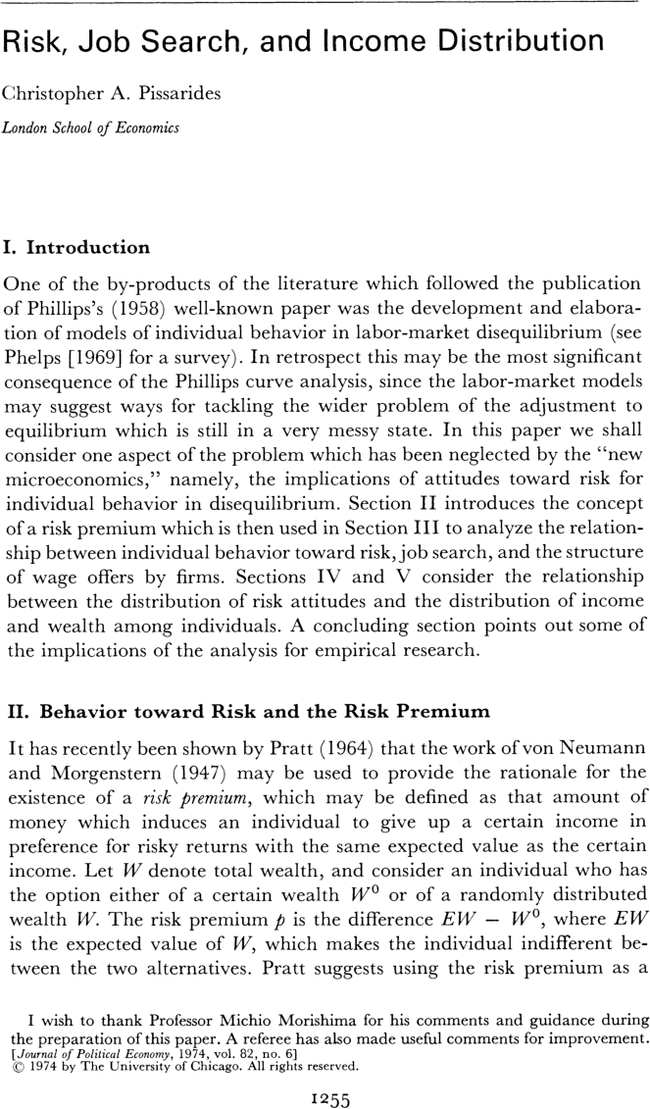 Risk, Job Search, and Income Distribution
Christopher A. Pissarides
London School of Economics
I. Introduction
One of the by-products of the literature which followed the publication
of Phillips's (1958) well-known paper was the development and elabora-
tion of models of individual behavior in labor-market disequilibrium (see
Phelps [1969] for a survey). In retrospect this may be the most significant
consequence of the Phillips curve analysis, since the labor-market models
may suggest ways for tackling the wider problem of the adjustment to
equilibrium which is still in a very messy state. In this paper we shall
consider one aspect of the problem which has been neglected by the “new
microeconomics,” namely, the implications of attitudes toward risk for
individual behavior in disequilibrium. Section II introduces the concept
of a risk premium which is then used in Section III to analyze the relation-
ship between individual behavior toward risk, job search, and the structure
of wage offers by firms. Sections IV and V consider the relationship
between the distribution of risk attitudes and the distribution of income
and wealth among individuals. A concluding section points out some of
the implications of the analysis for empirical research.
II. Behavior toward Risk and the Risk Premium
It has recently been shown by Pratt (1964) that the work of von Neumann
and Morgenstern (1947) may be used to provide the rationale for the
existence of a risk premium, which may be defined as that amount of
money which induces an individual to give up a certain income in
preference for risky returns with the same expected value as the certain
income. Let W denote total wealth, and consider an individual who has
the option either of a certain wealth W⁰ or of a randomly distributed
wealth W. The risk premium p is the difference EW − W⁰, where EW
is the expected value of W, which makes the individual indifferent be-
tween the two alternatives. Pratt suggests using the risk premium as a
I wish to thank Professor Michio Morishima for his comments and guidance during
the preparation of this paper. A referee has also made useful comments for improvement.
[Journal of Political Economy, 1974, vol. 82, no. 6]
© 1974 by The University of Chicago. All rights reserved.
1255